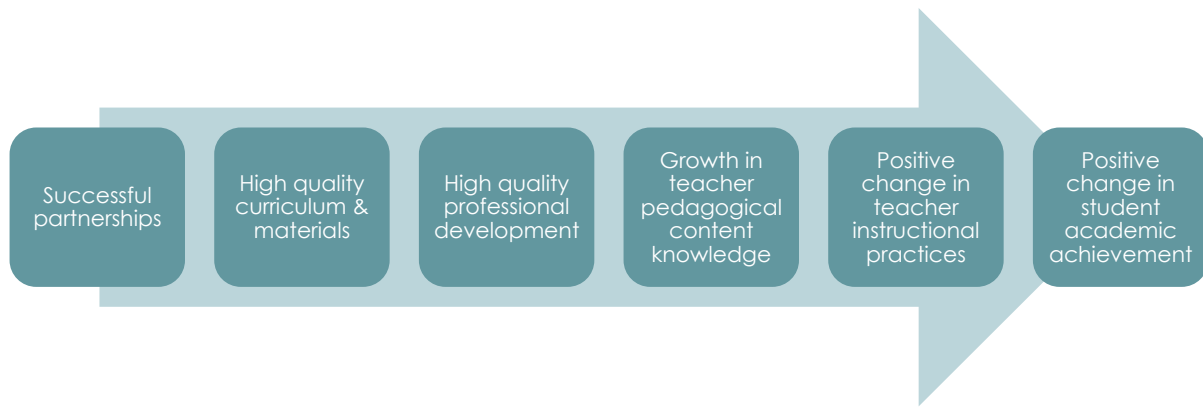 Successful
partnerships
High quality
curriculum &
materials
High quality
professional
development
Growth in
teacher
pedagogical
content
knowledge
Positive
change in
teacher
instructional
practices
Positive
change in
student
academic
achievement